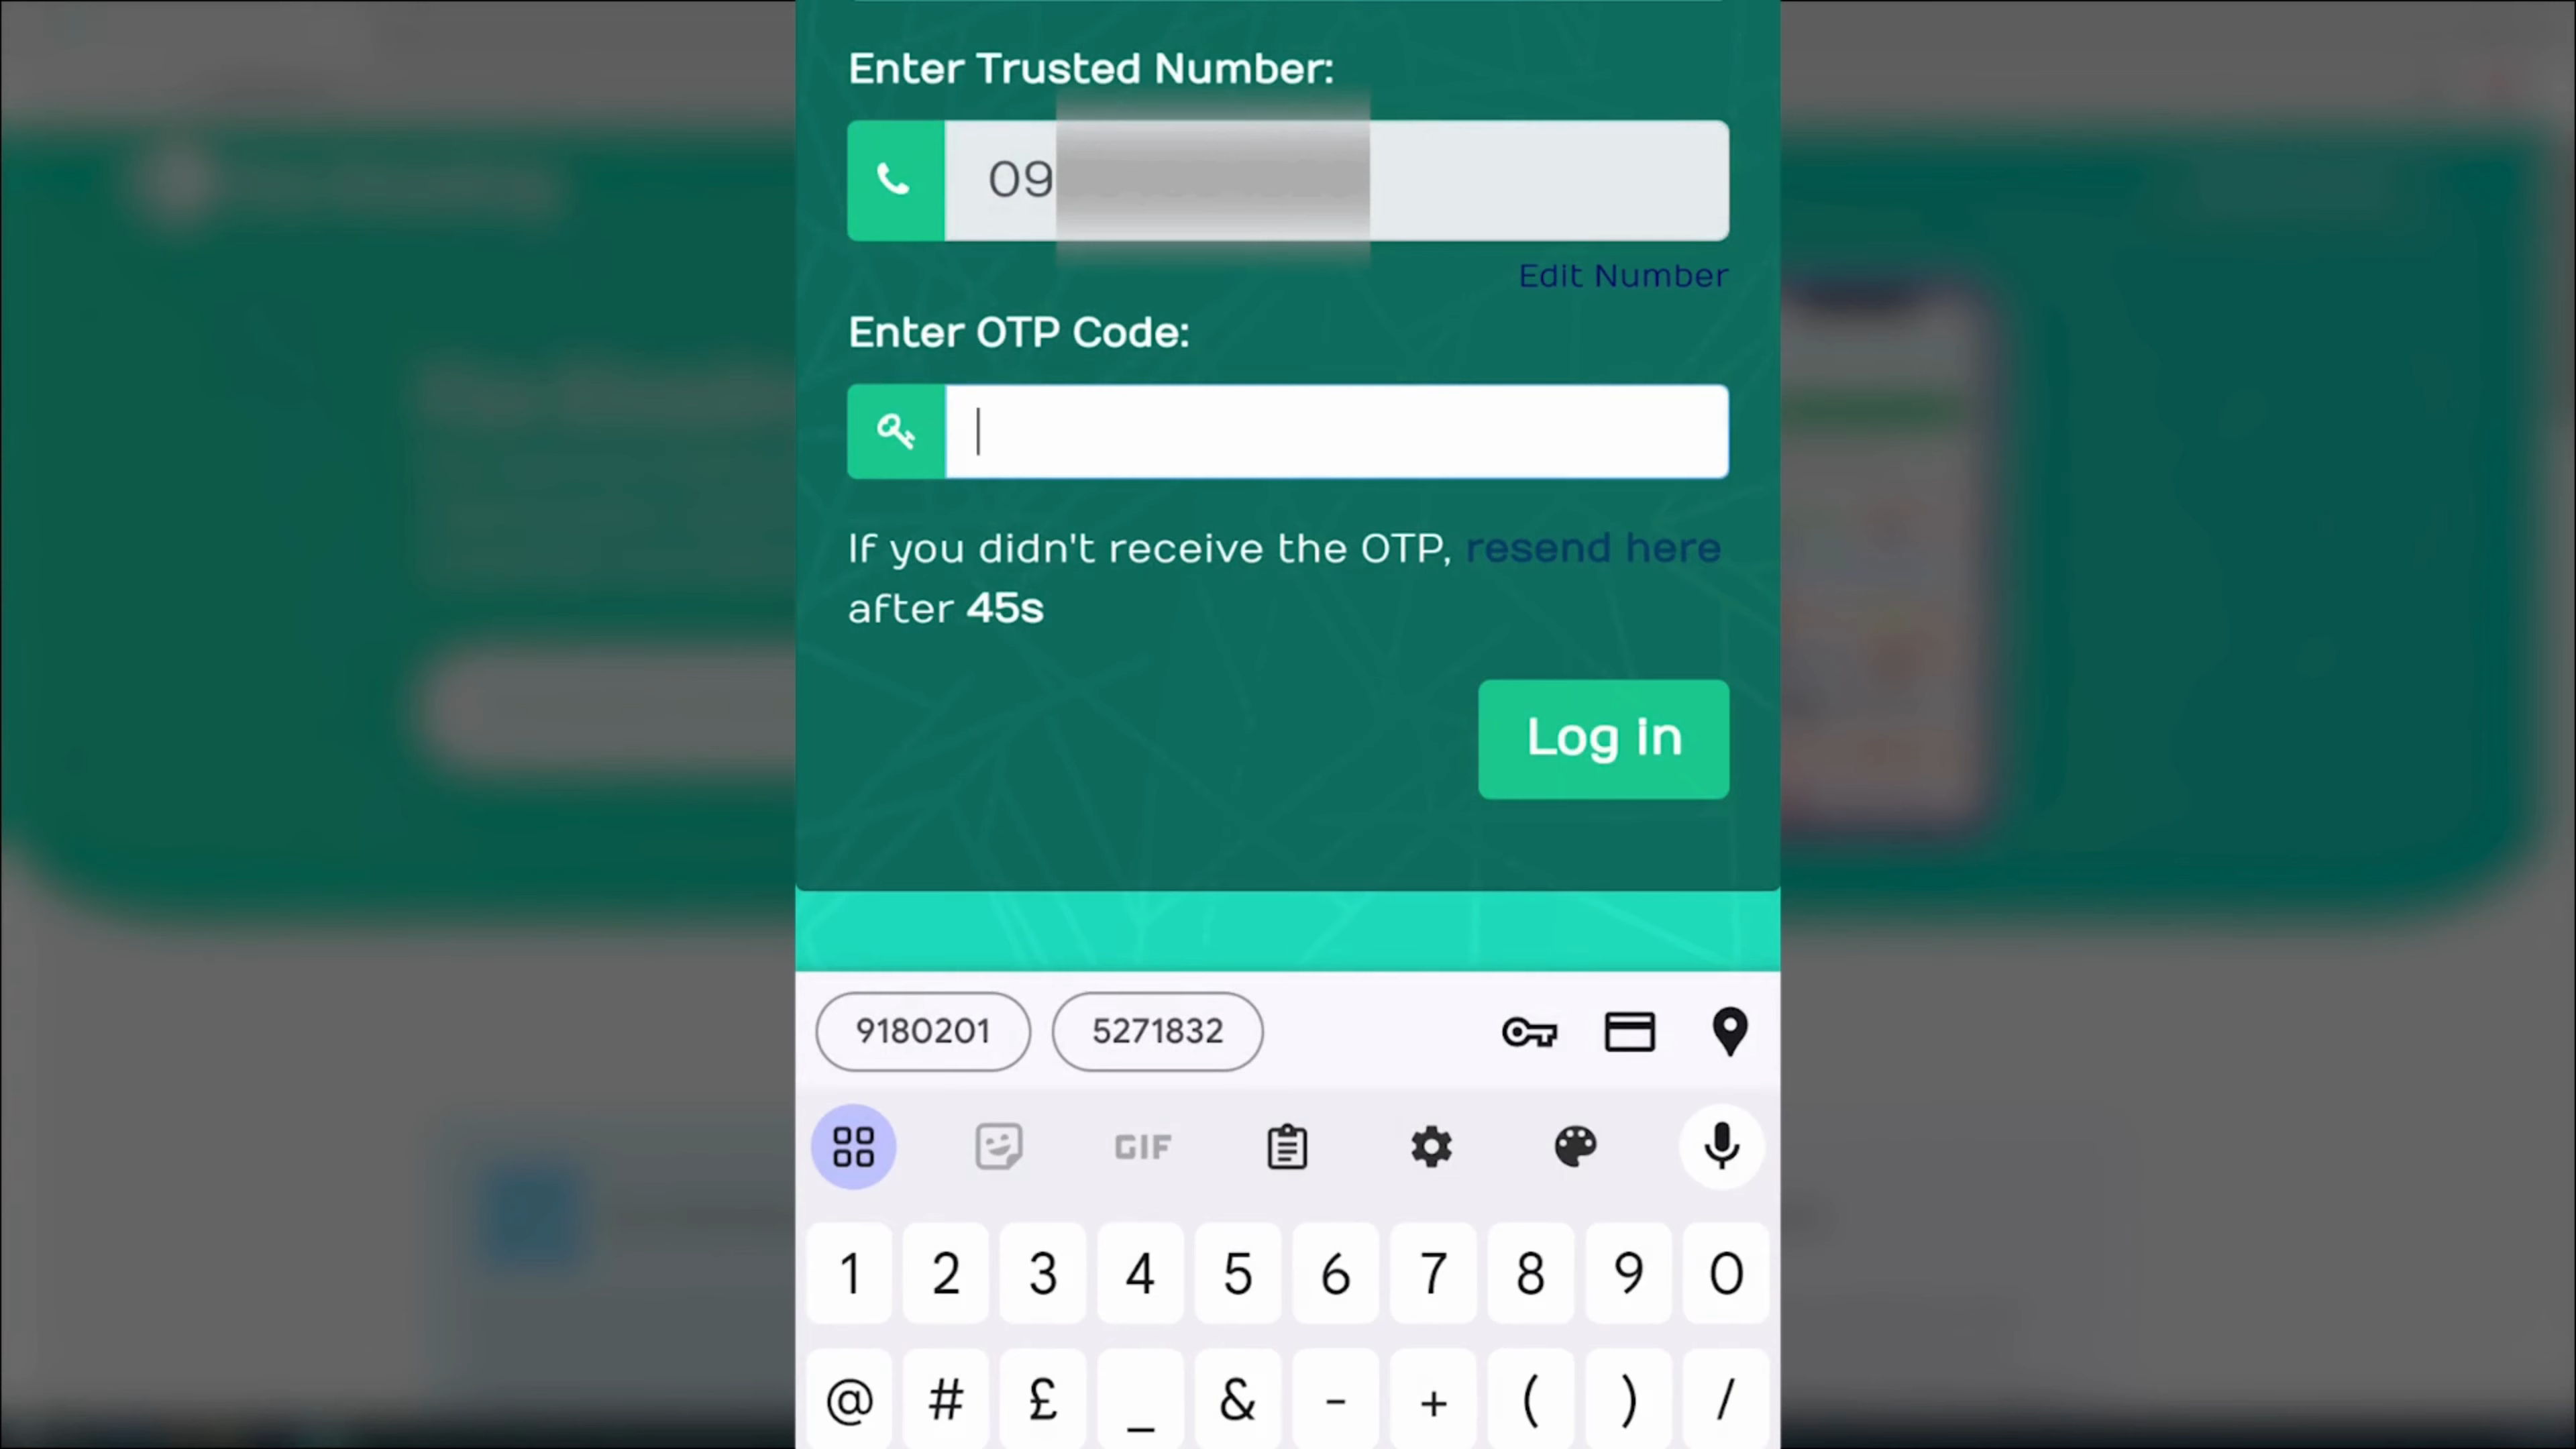 Enter Trusted Number:
09
Edit Number
Enter OTP Code:
If you didn't receive the OTP, resend here
after 45s
Log in
9180201 5271832
GIF
1 2 3 4 5 6 7 8 9 0
@ # £ _ & - + ( ) /